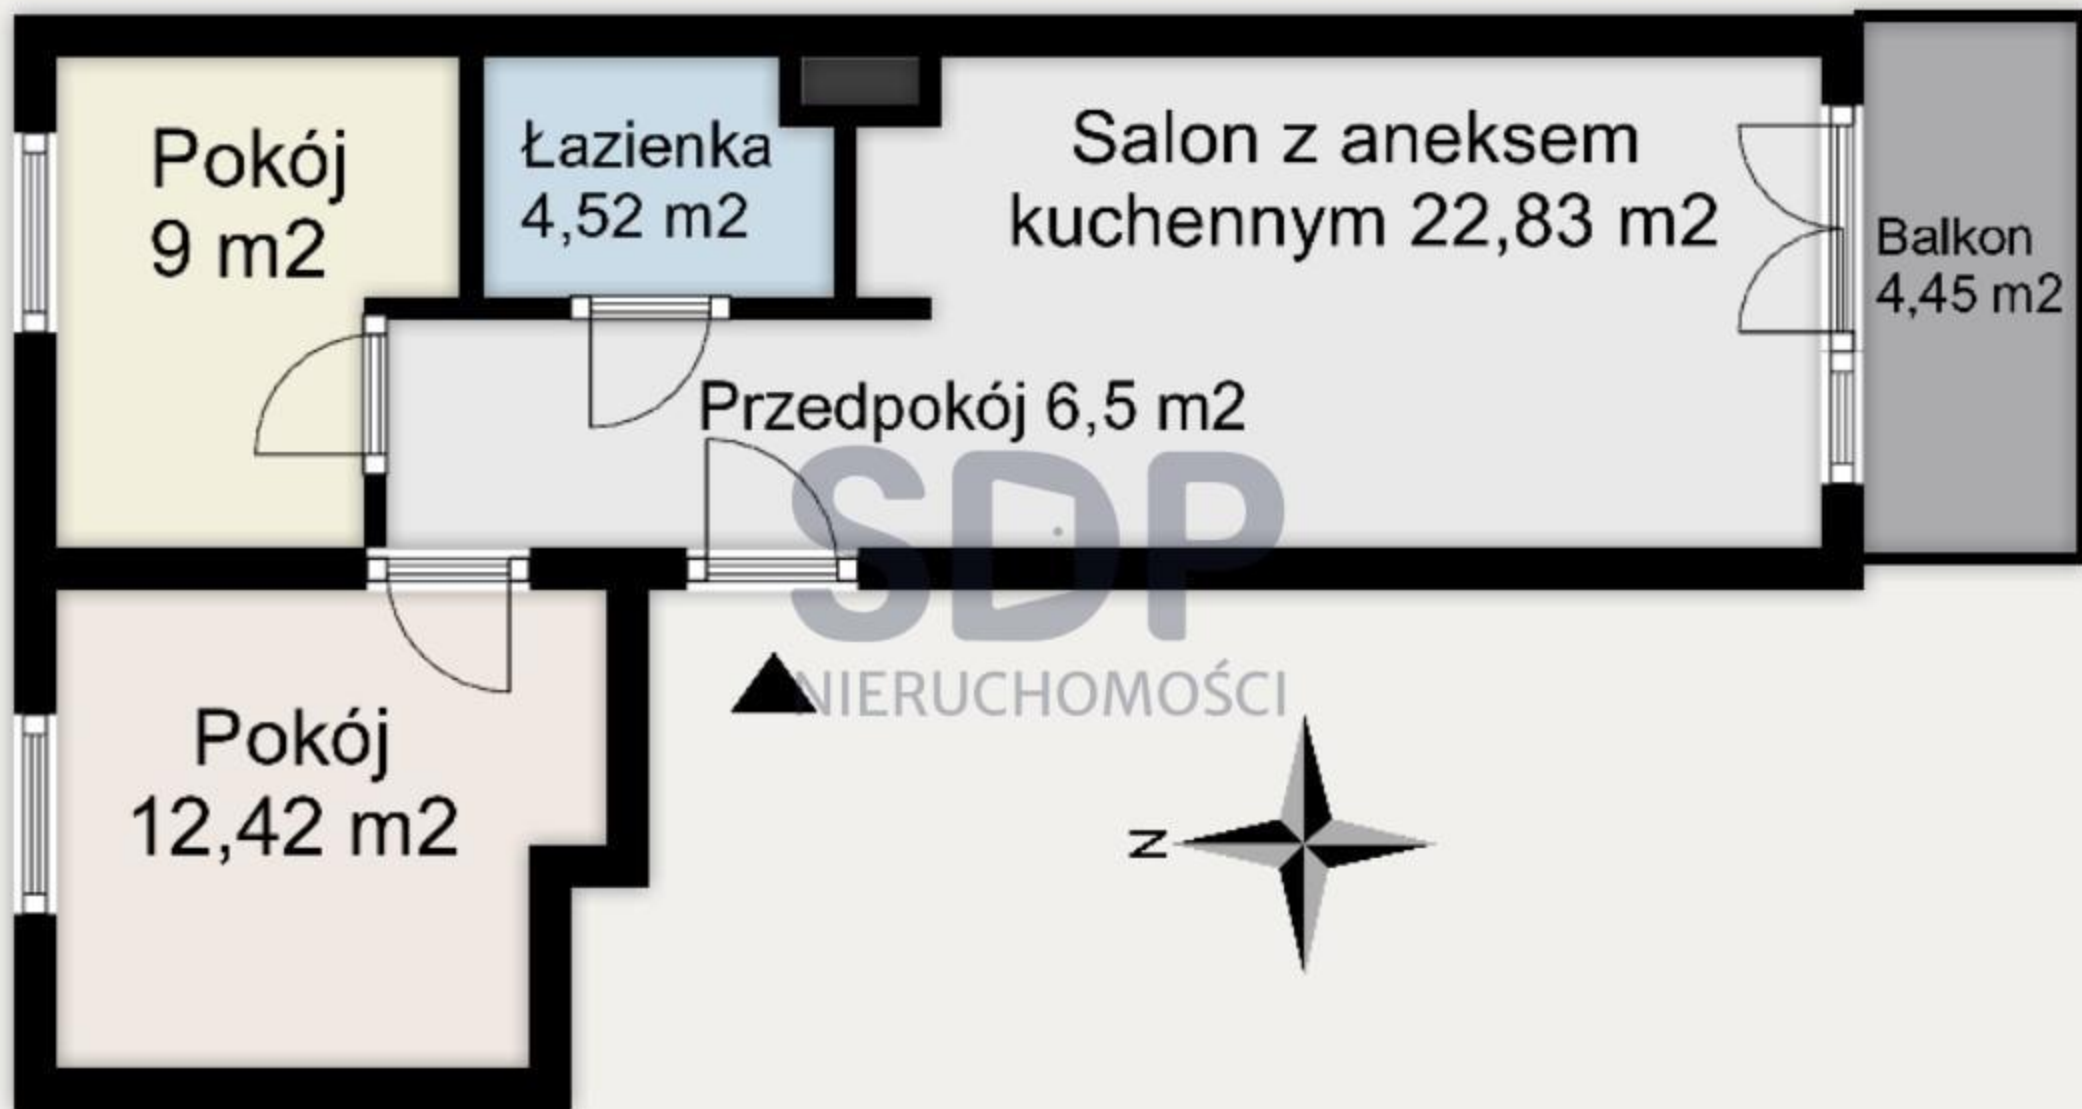 Pokój
9 m2
Łazienka
4,52 m2
Salon z aneksem
kuchennym 22,83 m2
Balkon
4,45 m2
Przedpokój 6,5 m2
SDP
NIERUCHOMOŚCI
Pokój
12,42 m2
N